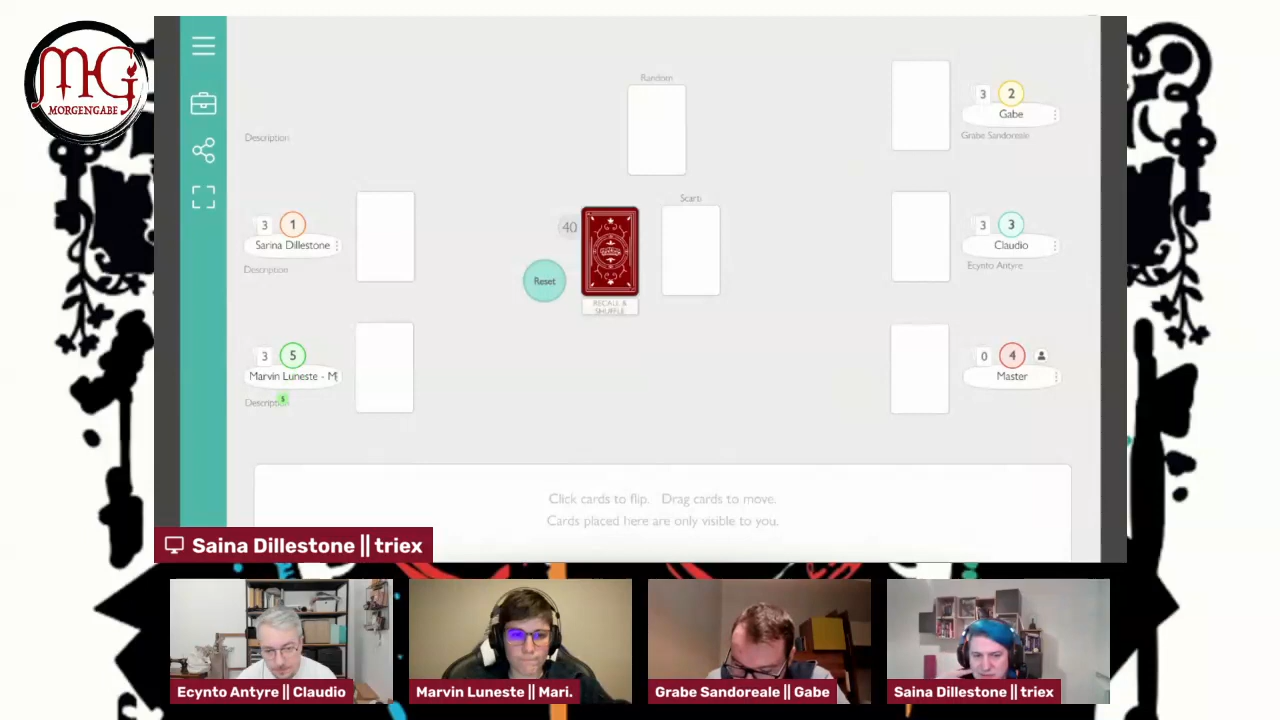 MG
MORGENGABE
Random
3 2
Gabe
Grabe Sandoreale
Description
Scarti
3 1
Sarina Dillestone
Description
40
Reset
RECALL & SHUFFLE
3 3
Claudio
Ecynto Antyre
3 5
Marvin Luneste - M
Description
0 4
Master
Click cards to flip. Drag cards to move.
Cards placed here are only visible to you.
Saina Dillestone || triex
Ecynto Antyre || Claudio
Marvin Luneste || Mari.
Grabe Sandoreale || Gabe
Saina Dillestone || triex